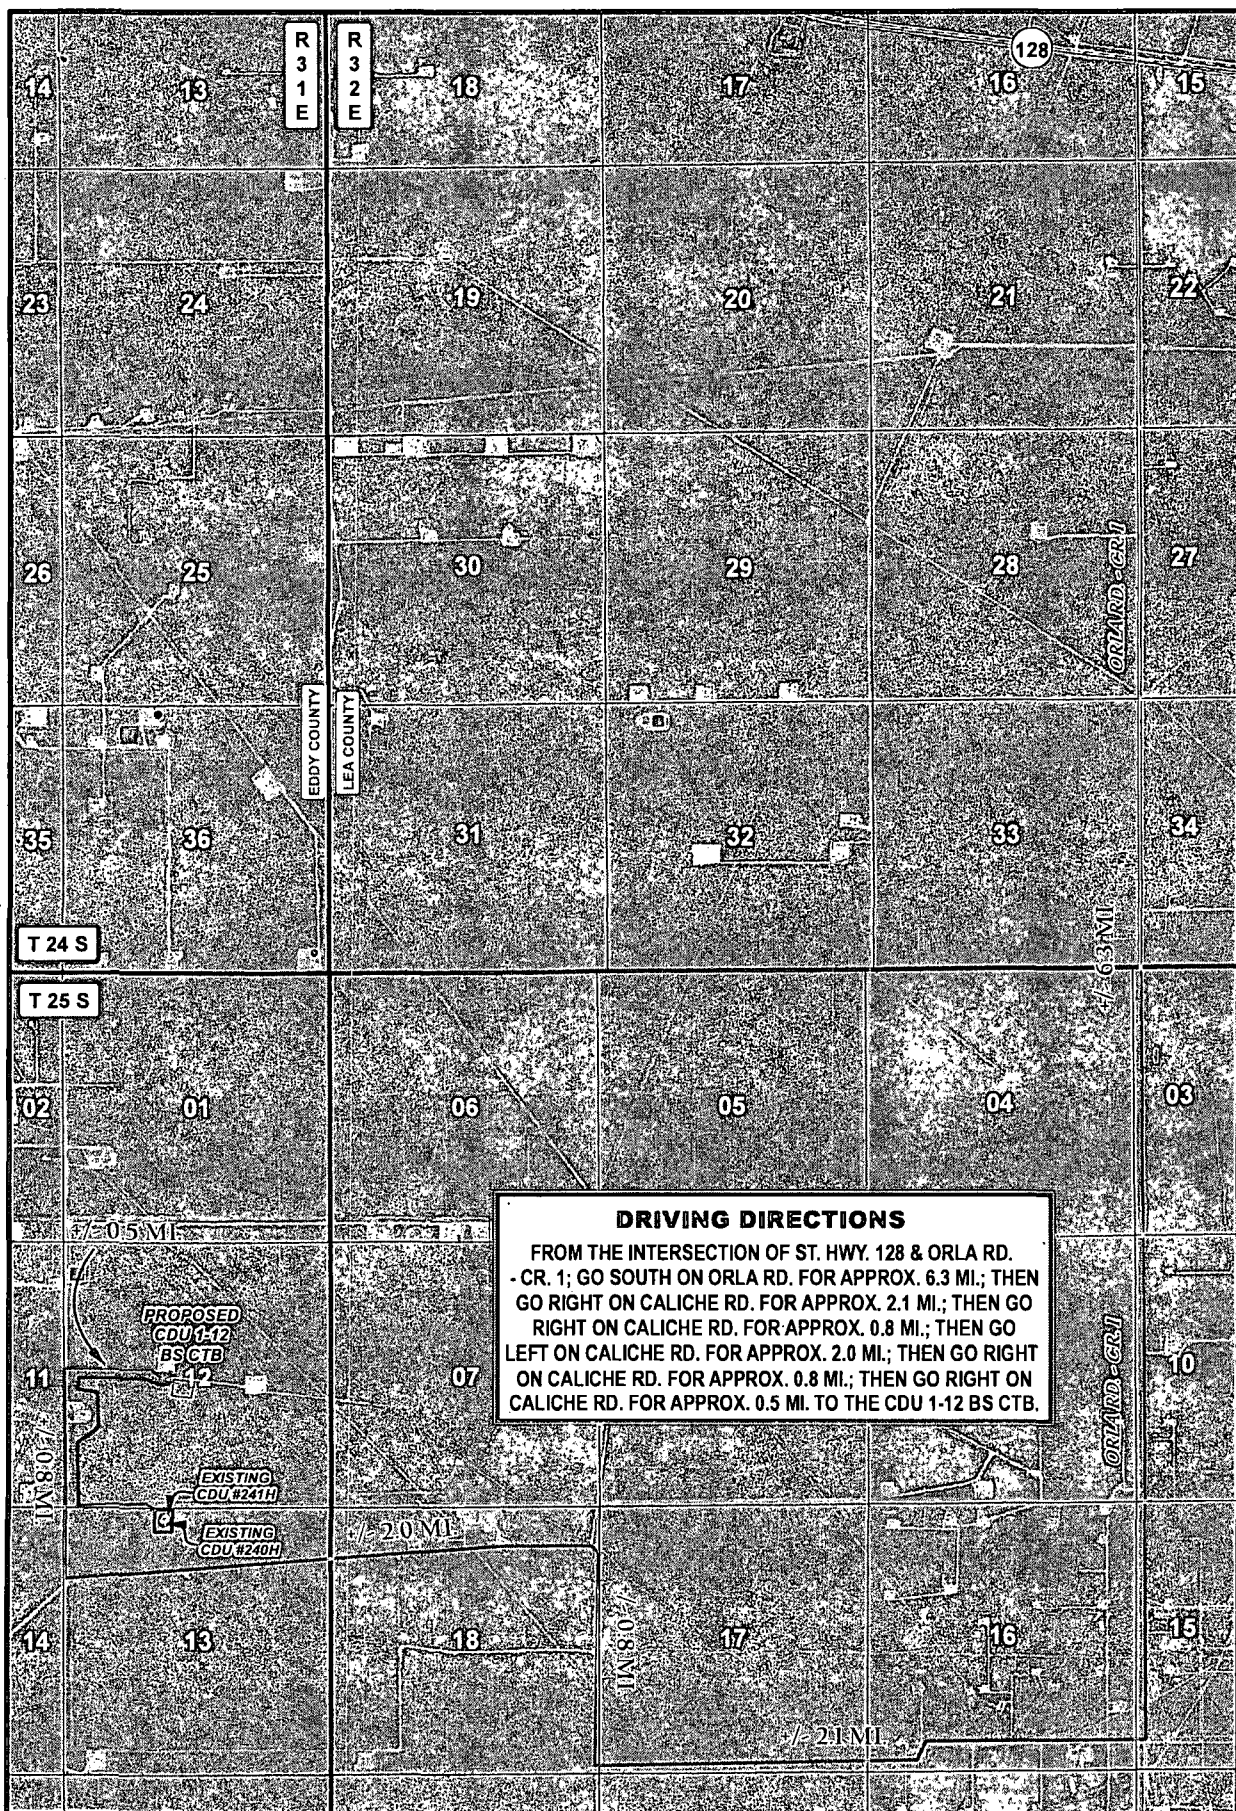 R
3
1
E
R
3
2
E
128
14
13
18
17
16
15
23
24
19
20
21
22
26
25
30
29
28
27
ORLA RD - CR 1
EDDY COUNTY
LEA COUNTY
35
36
31
32
33
34
+/- 6.3 MI
T 24 S
T 25 S
02
01
06
05
04
03
+/- 0.5 MI
DRIVING DIRECTIONS
FROM THE INTERSECTION OF ST. HWY. 128 & ORLA RD.
- CR. 1; GO SOUTH ON ORLA RD. FOR APPROX. 6.3 MI.; THEN
GO RIGHT ON CALICHE RD. FOR APPROX. 2.1 MI.; THEN GO
RIGHT ON CALICHE RD. FOR APPROX. 0.8 MI.; THEN GO
LEFT ON CALICHE RD. FOR APPROX. 2.0 MI.; THEN GO RIGHT
ON CALICHE RD. FOR APPROX. 0.8 MI.; THEN GO RIGHT ON
CALICHE RD. FOR APPROX. 0.5 MI. TO THE CDU 1-12 BS CTB.
PROPOSED
CDU 1-12
BS CTB
11
12
07
10
ORLA RD - CR 1
+/- 0.8 MI
EXISTING
CDU #241H
EXISTING
CDU #240H
+/- 2.0 MI
+/- 0.8 MI
14
13
18
17
16
15
+/- 2.1 MI